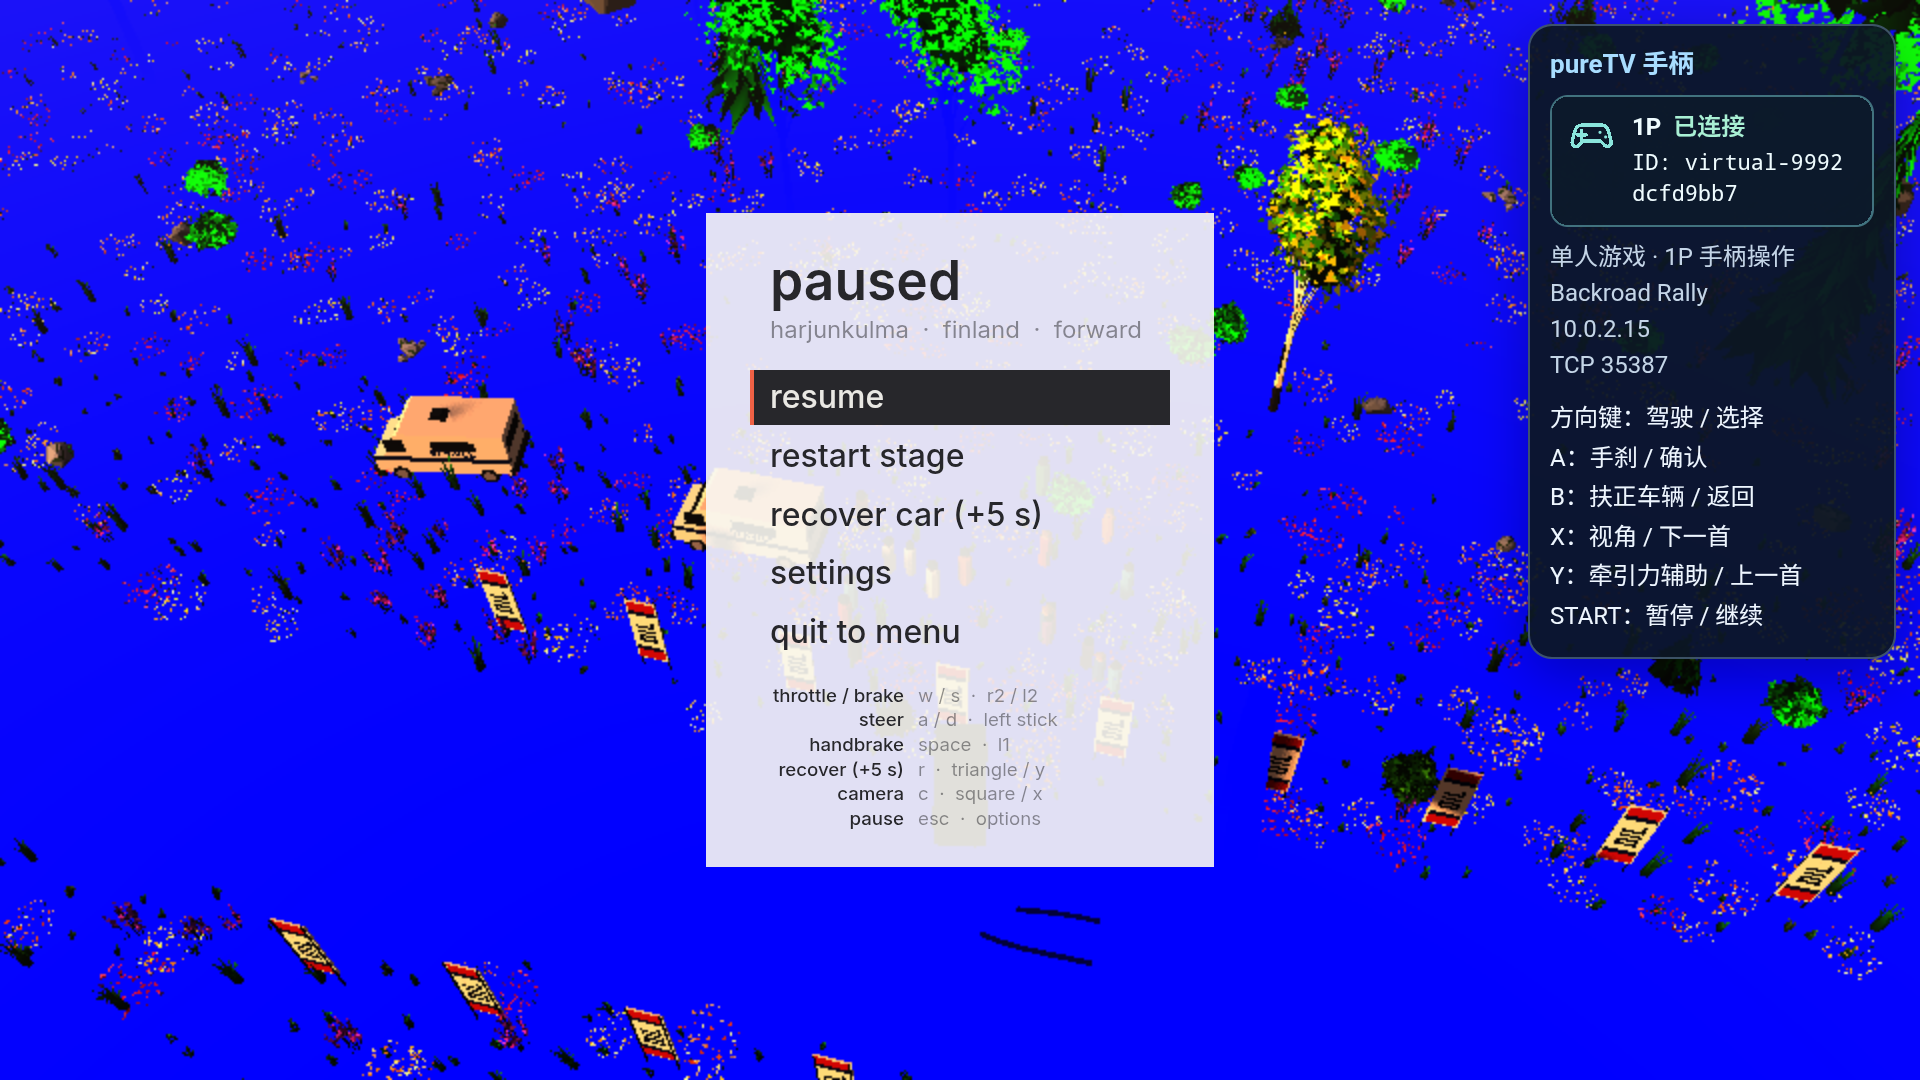 paused
harjunkulma · finland · forward
resume
restart stage
recover car (+5 s)
settings
quit to menu
throttle / brake w / s · r2 / l2
steer a / d · left stick
handbrake space · l1
recover (+5 s) r · triangle / y
camera c · square / x
pause esc · options
pureTV 手柄
1P 已连接
ID: virtual-9992
dcfd9bb7
单人游戏 · 1P 手柄操作
Backroad Rally
10.0.2.15
TCP 35387
方向键：驾驶 / 选择
A：手刹 / 确认
B：扶正车辆 / 返回
X：视角 / 下一首
Y：牵引力辅助 / 上一首
START：暂停 / 继续